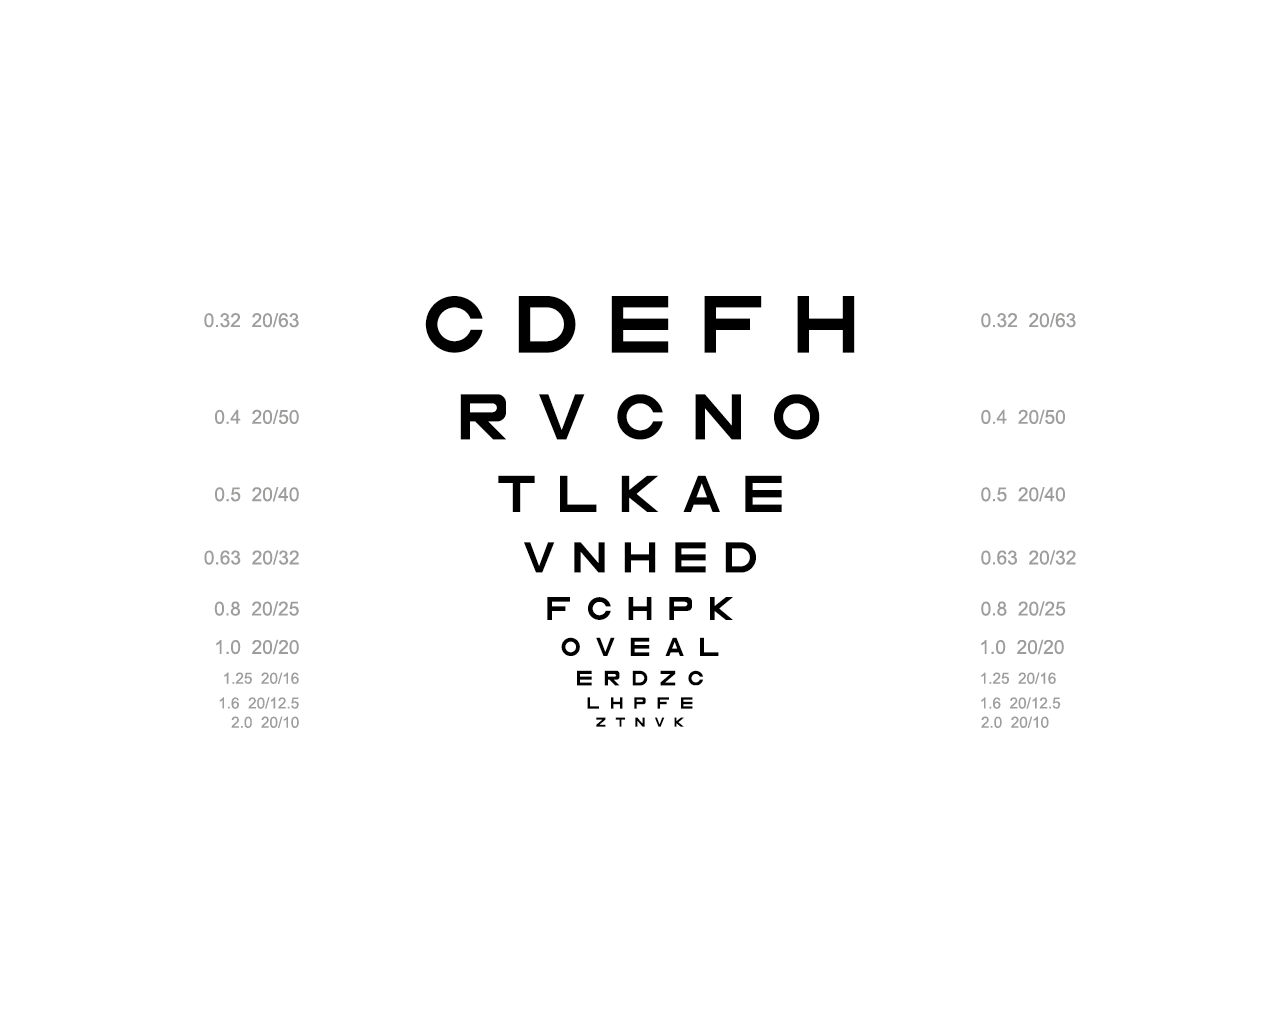 0.32 20/63 C D E F H 0.32 20/63
0.4 20/50 R V C N O 0.4 20/50
0.5 20/40 T L K A E 0.5 20/40
0.63 20/32 V N H E D 0.63 20/32
0.8 20/25 F C H P K 0.8 20/25
1.0 20/20 O V E A L 1.0 20/20
1.25 20/16 E R D Z C 1.25 20/16
1.6 20/12.5 L H P F E 1.6 20/12.5
2.0 20/10 Z T N V K 2.0 20/10